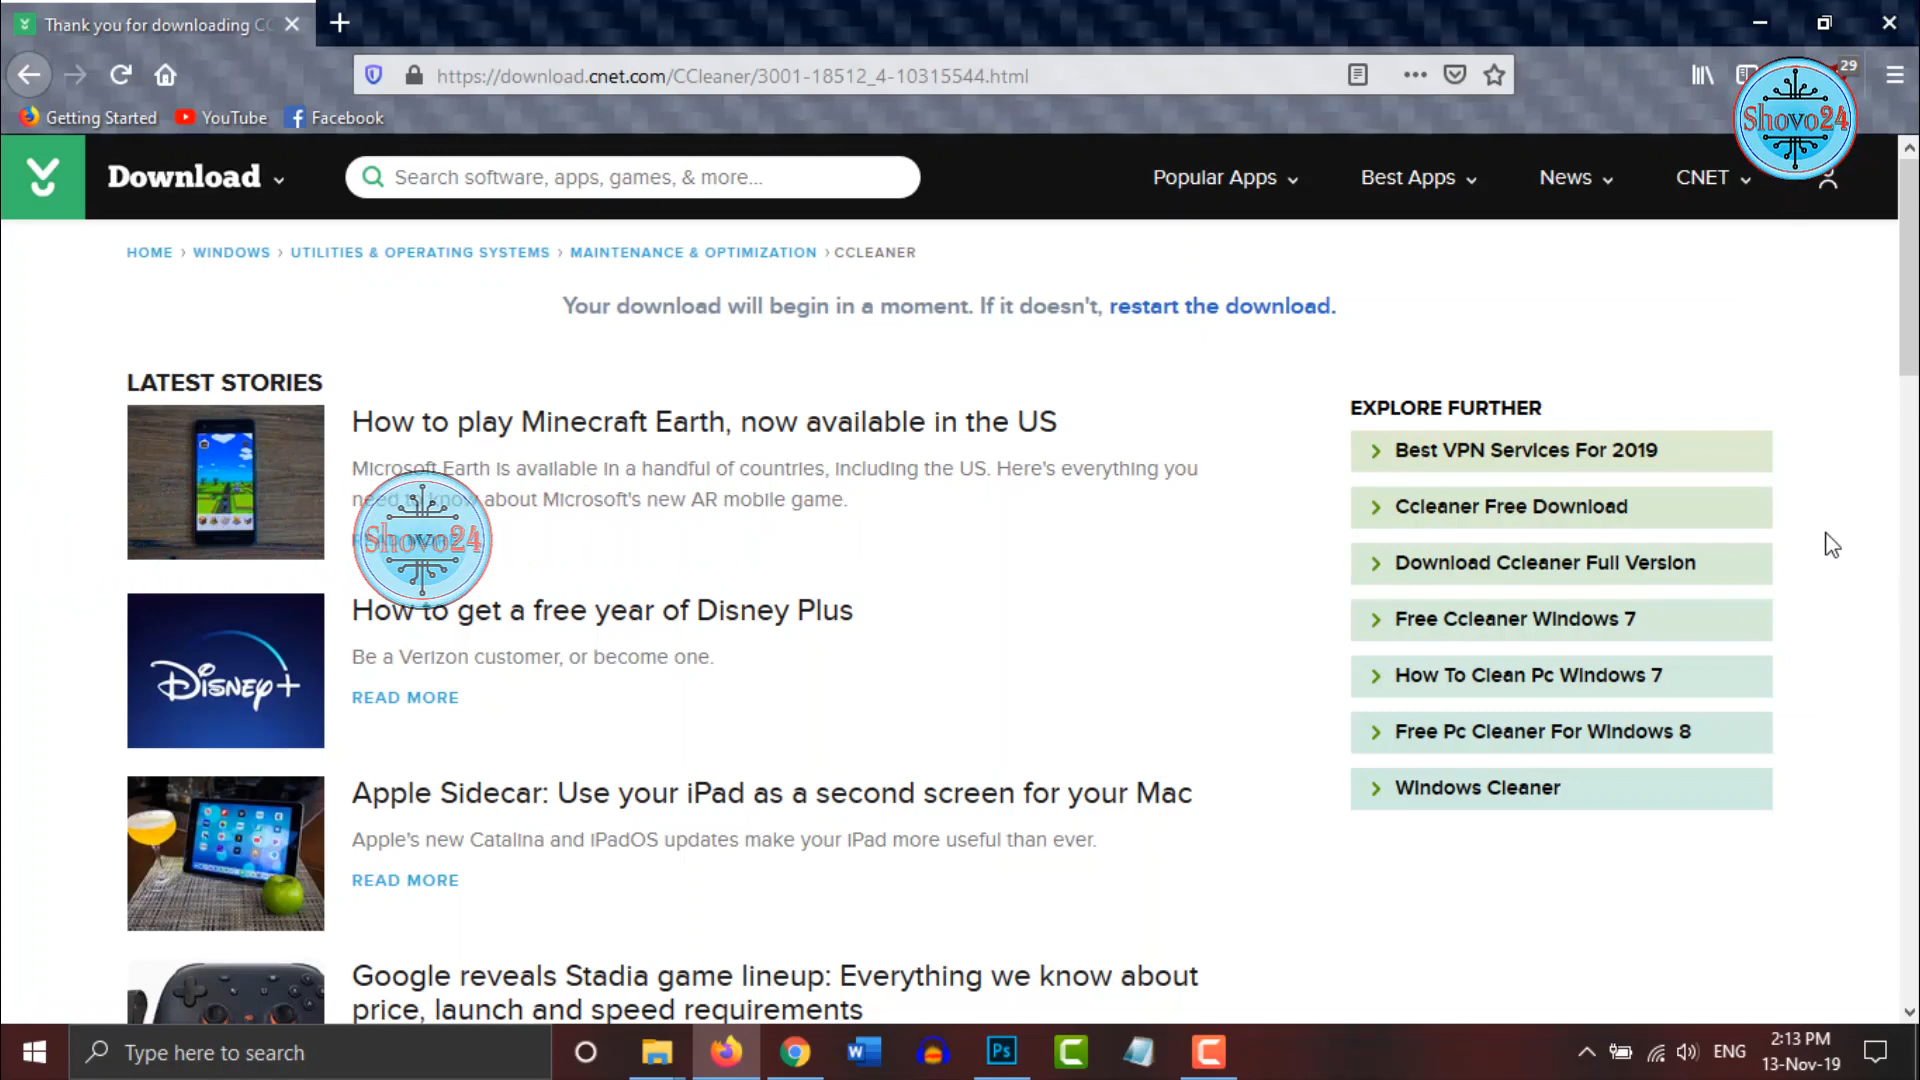 Thank you for downloading CC
https://download.cnet.com/CCleaner/3001-18512_4-10315544.html
29
Getting Started
YouTube
Facebook
Shovo24
Download
Search software, apps, games, & more...
Popular Apps
Best Apps
News
CNET
HOME › WINDOWS › UTILITIES & OPERATING SYSTEMS › MAINTENANCE & OPTIMIZATION › CCLEANER
Your download will begin in a moment. If it doesn't, restart the download.
LATEST STORIES
How to play Minecraft Earth, now available in the US
Microsoft Earth is available in a handful of countries, including the US. Here's everything you
need to know about Microsoft's new AR mobile game.
Shovo24
How to get a free year of Disney Plus
Disney+
Be a Verizon customer, or become one.
READ MORE
Apple Sidecar: Use your iPad as a second screen for your Mac
Apple's new Catalina and iPadOS updates make your iPad more useful than ever.
READ MORE
Google reveals Stadia game lineup: Everything we know about
price, launch and speed requirements
EXPLORE FURTHER
Best VPN Services For 2019
Ccleaner Free Download
Download Ccleaner Full Version
Free Ccleaner Windows 7
How To Clean Pc Windows 7
Free Pc Cleaner For Windows 8
Windows Cleaner
Type here to search
Ps
ENG
2:13 PM
13-Nov-19